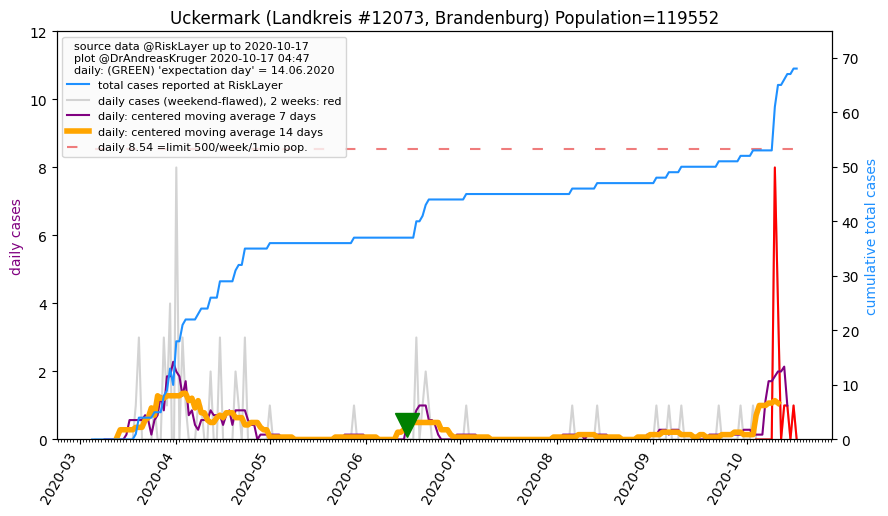 Uckermark (Landkreis #12073, Brandenburg) Population=119552
source data @RiskLayer up to 2020-10-17
plot @DrAndreasKruger 2020-10-17 04:47
daily: (GREEN) 'expectation day' = 14.06.2020
total cases reported at RiskLayer
daily cases (weekend-flawed), 2 weeks: red
daily: centered moving average 7 days
daily: centered moving average 14 days
daily 8.54 =limit 500/week/1mio pop.
daily cases
12
10
8
6
4
2
0
cumulative total cases
70
60
50
40
30
20
10
0
2020-03
2020-04
2020-05
2020-06
2020-07
2020-08
2020-09
2020-10